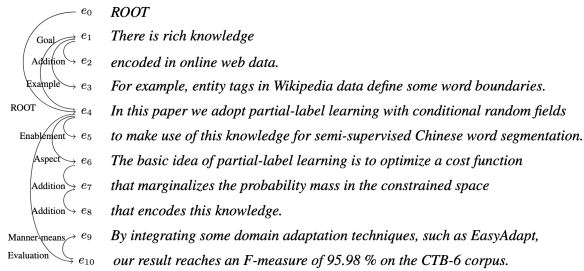 e0 ROOT
Goal e1 There is rich knowledge
Addition e2 encoded in online web data.
Example e3 For example, entity tags in Wikipedia data define some word boundaries.
ROOT e4 In this paper we adopt partial-label learning with conditional random fields
Enablement e5 to make use of this knowledge for semi-supervised Chinese word segmentation.
Aspect e6 The basic idea of partial-label learning is to optimize a cost function
Addition e7 that marginalizes the probability mass in the constrained space
Addition e8 that encodes this knowledge.
Manner-means e9 By integrating some domain adaptation techniques, such as EasyAdapt,
Evaluation e10 our result reaches an F-measure of 95.98 % on the CTB-6 corpus.